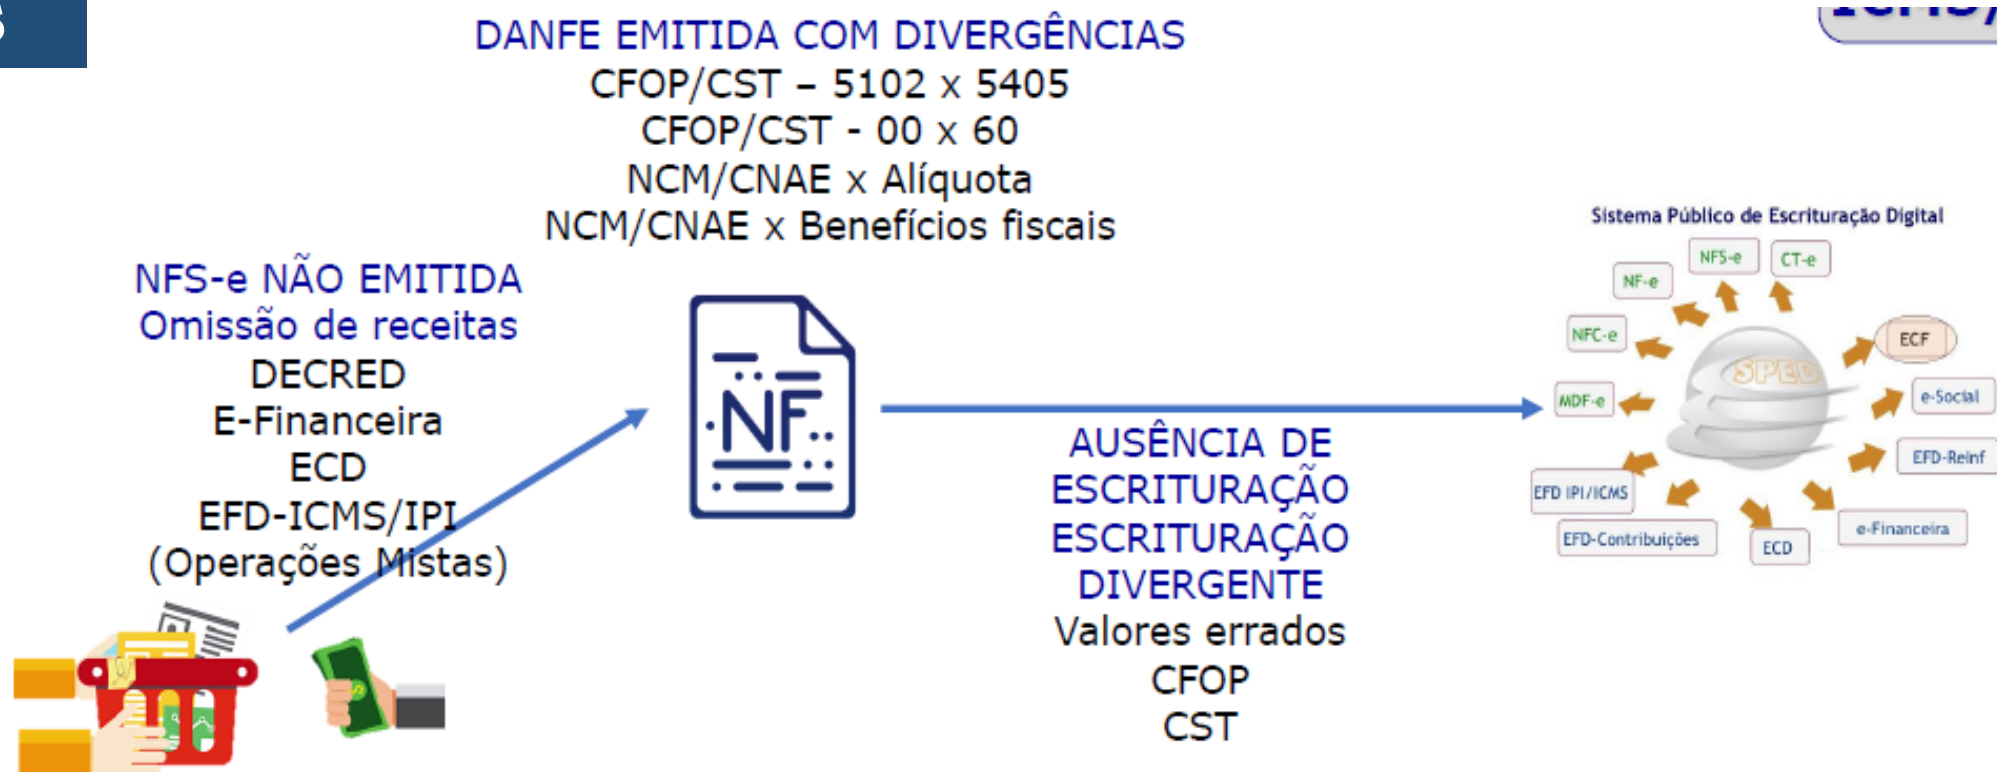 S
ICMS/
DANFE EMITIDA COM DIVERGÊNCIAS
CFOP/CST – 5102 x 5405
CFOP/CST - 00 x 60
NCM/CNAE x Alíquota
NCM/CNAE x Benefícios fiscais
NFS-e NÃO EMITIDA
Omissão de receitas
DECRED
E-Financeira
ECD
EFD-ICMS/IPI
(Operações Mistas)
NF
AUSÊNCIA DE
ESCRITURAÇÃO
ESCRITURAÇÃO
DIVERGENTE
Valores errados
CFOP
CST
Sistema Público de Escrituração Digital
NFS-e
CT-e
NF-e
NFC-e
ECF
SPED
MDF-e
e-Social
EFD-Reinf
EFD IPI/ICMS
EFD-Contribuições
ECD
e-Financeira